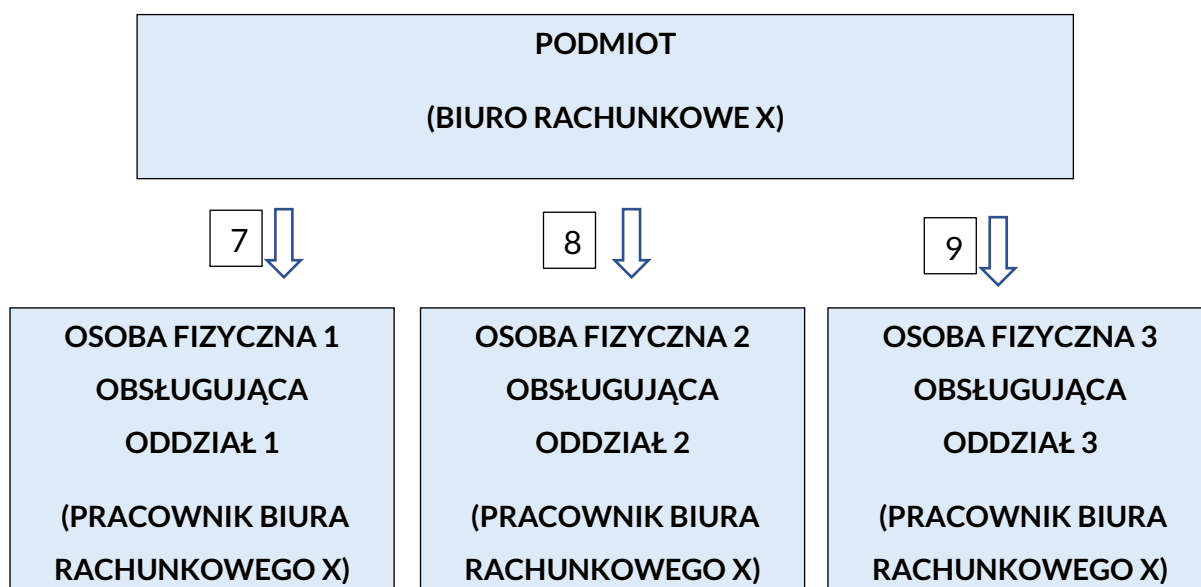 PODMIOT
(BIURO RACHUNKOWE X)
7
8
9
OSOBA FIZYCZNA 1
OBSŁUGUJĄCA
ODDZIAŁ 1
(PRACOWNIK BIURA
RACHUNKOWEGO X)
OSOBA FIZYCZNA 2
OBSŁUGUJĄCA
ODDZIAŁ 2
(PRACOWNIK BIURA
RACHUNKOWEGO X)
OSOBA FIZYCZNA 3
OBSŁUGUJĄCA
ODDZIAŁ 3
(PRACOWNIK BIURA
RACHUNKOWEGO X)